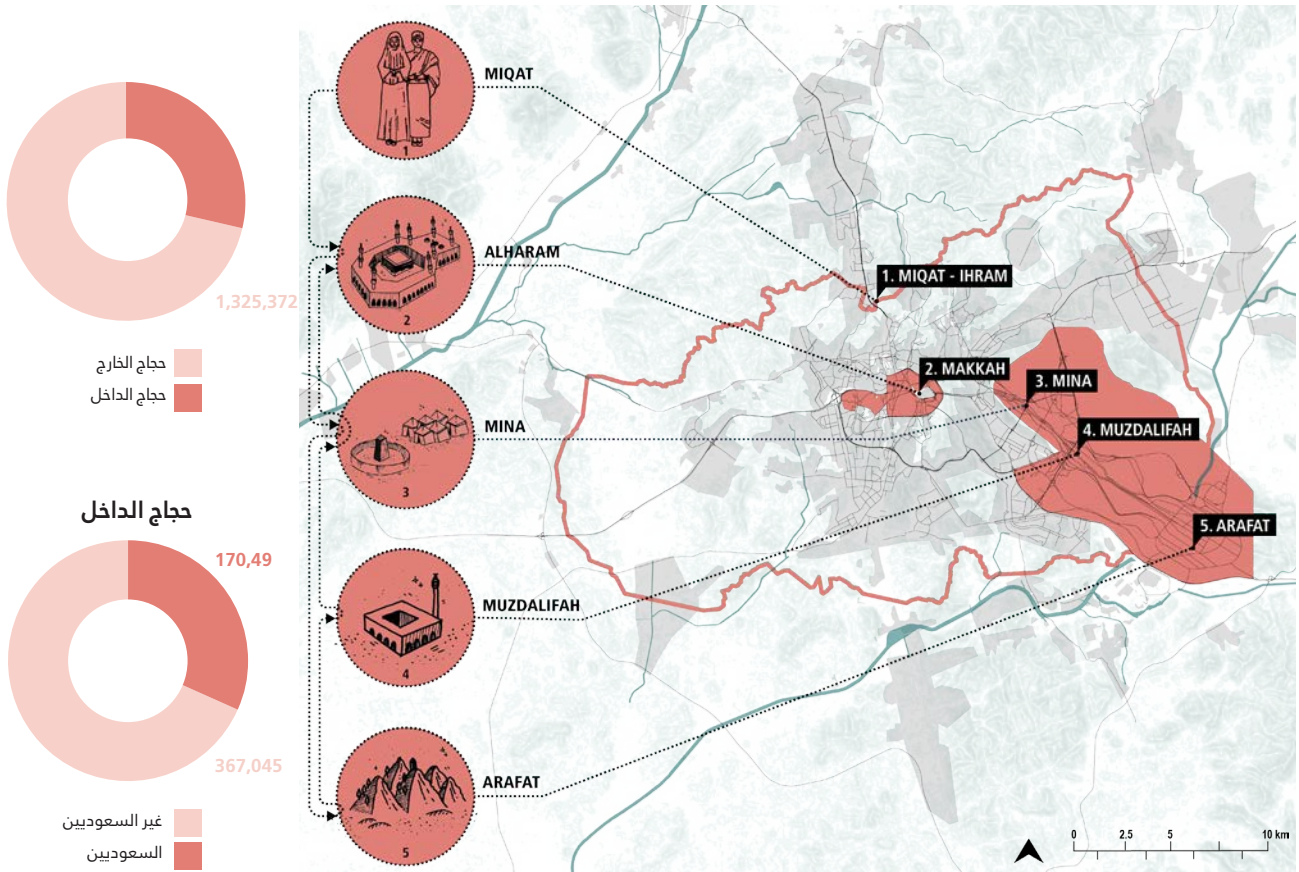 1,325,372
حجاج الخارج
حجاج الداخل
حجاج الداخل
170,49
367,045
غير السعوديين
السعوديين
MIQAT
1
ALHARAM
2
MINA
3
MUZDALIFAH
4
ARAFAT
5
1. MIQAT - IHRAM
2. MAKKAH
3. MINA
4. MUZDALIFAH
5. ARAFAT
0 2.5 5 10 km